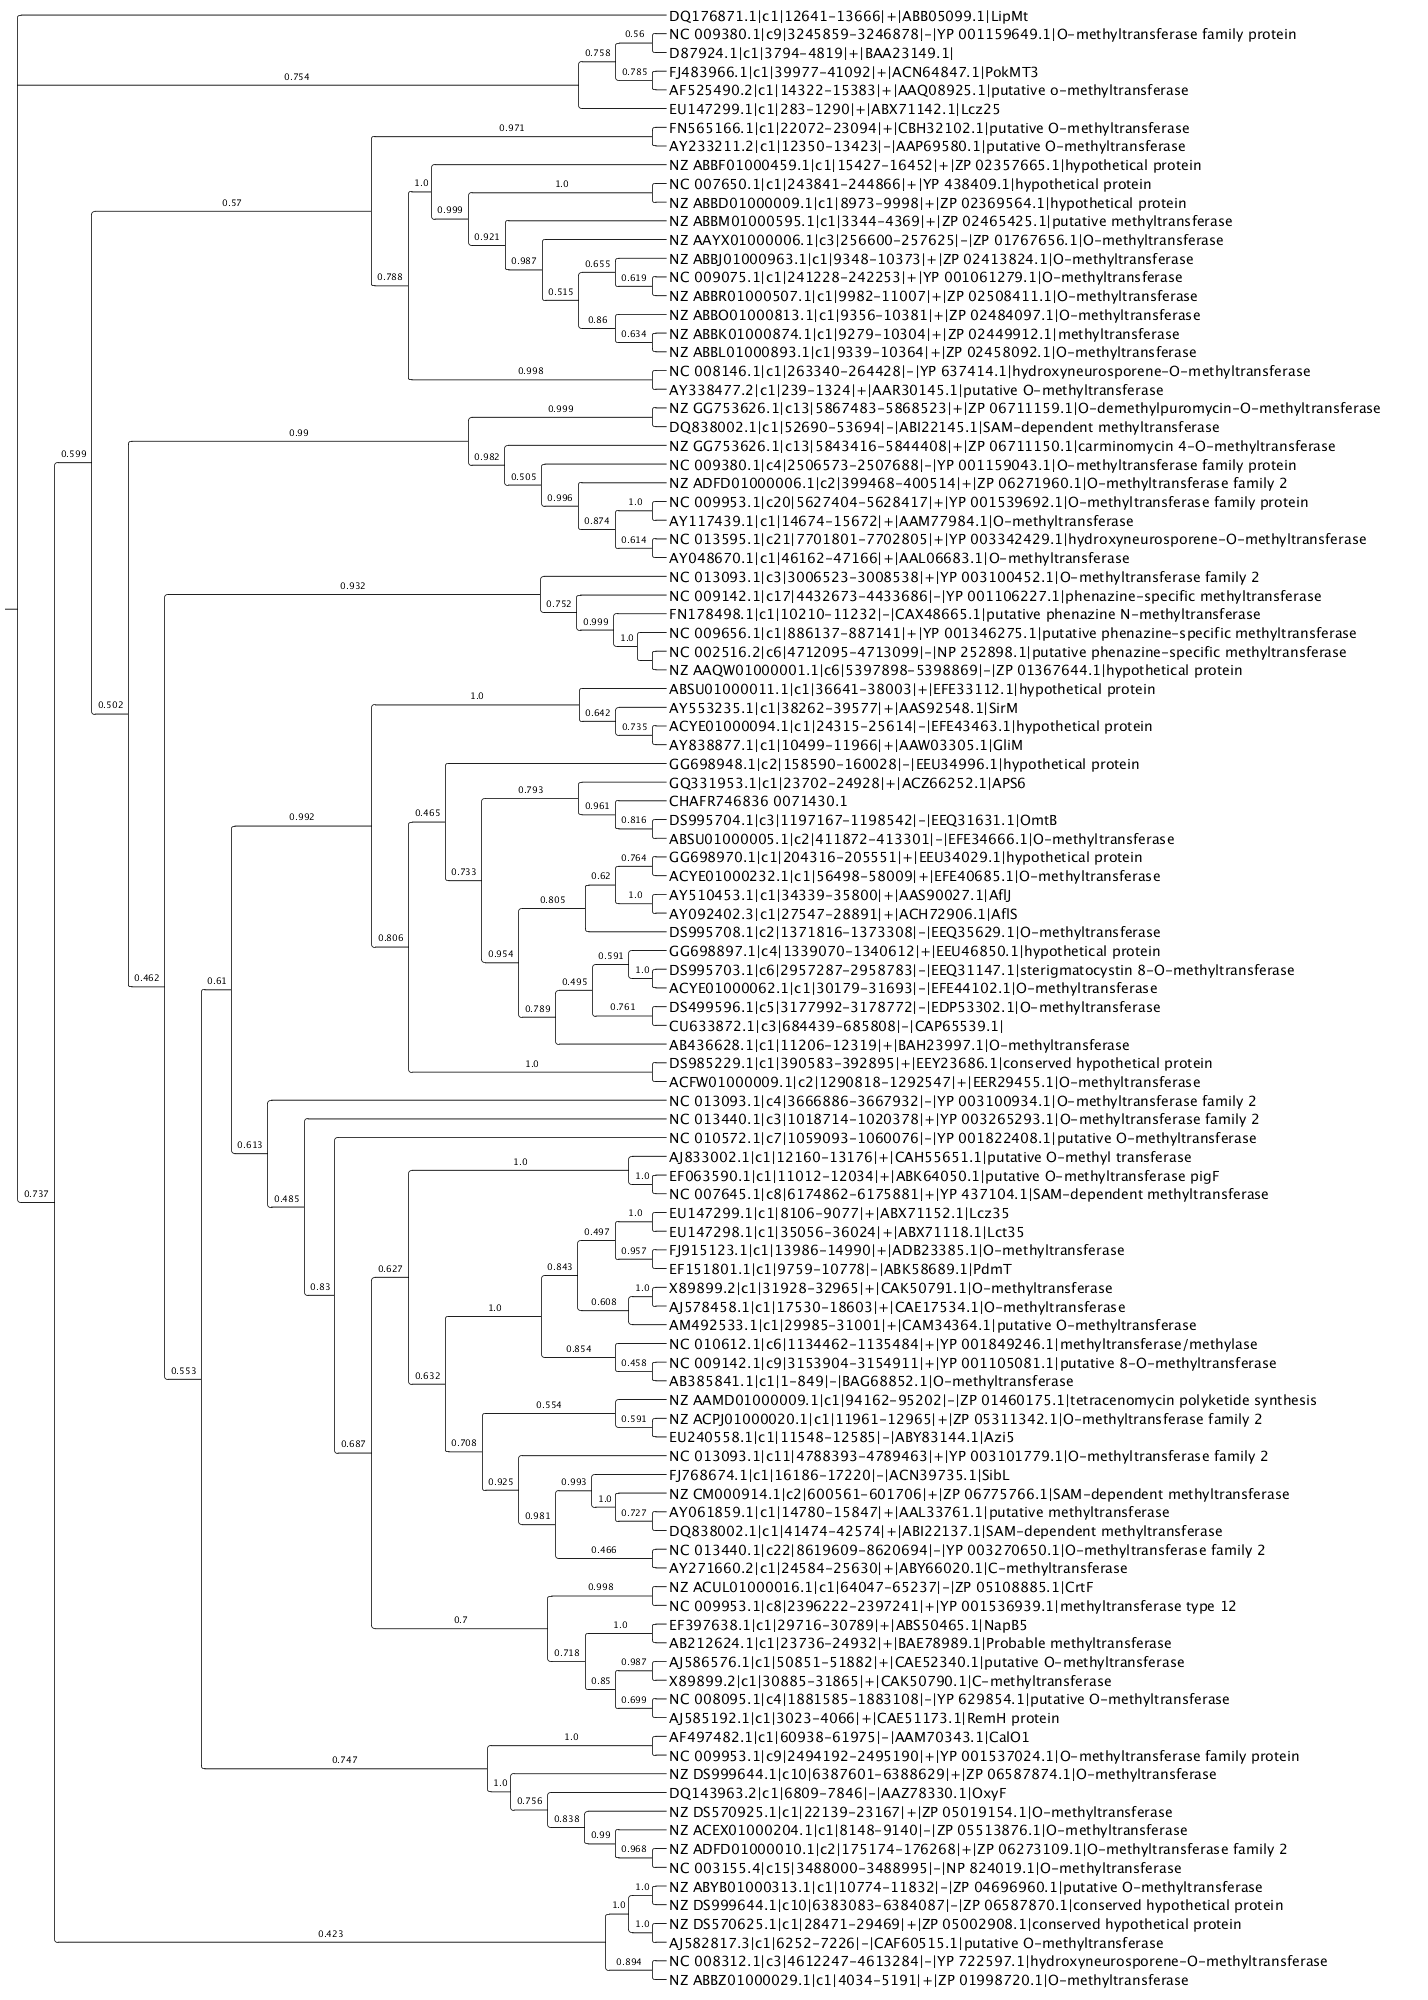 DQ176871.1|c1|12641-13666|+|ABB05099.1|LipMt
0.56
NC 009380.1|c9|3245859-3246878|-|YP 001159649.1|O-methyltransferase family protein
0.758
D87924.1|c1|3794-4819|+|BAA23149.1|
0.785
FJ483966.1|c1|39977-41092|+|ACN64847.1|PokMT3
0.754
AF525490.2|c1|14322-15383|+|AAQ08925.1|putative o-methyltransferase
EU147299.1|c1|283-1290|+|ABX71142.1|Lcz25
0.971
FN565166.1|c1|22072-23094|+|CBH32102.1|putative O-methyltransferase
AY233211.2|c1|12350-13423|-|AAP69580.1|putative O-methyltransferase
NZ ABBF01000459.1|c1|15427-16452|+|ZP 02357665.1|hypothetical protein
1.0
1.0
NC 007650.1|c1|243841-244866|+|YP 438409.1|hypothetical protein
0.57
NZ ABBD01000009.1|c1|8973-9998|+|ZP 02369564.1|hypothetical protein
0.999
NZ ABBM01000595.1|c1|3344-4369|+|ZP 02465425.1|putative methyltransferase
0.921
NZ AAYX01000006.1|c3|256600-257625|-|ZP 01767656.1|O-methyltransferase
0.987
0.655
NZ ABBJ01000963.1|c1|9348-10373|+|ZP 02413824.1|O-methyltransferase
0.788
0.619
NC 009075.1|c1|241228-242253|+|YP 001061279.1|O-methyltransferase
0.515
NZ ABBR01000507.1|c1|9982-11007|+|ZP 02508411.1|O-methyltransferase
0.86
NZ ABBO01000813.1|c1|9356-10381|+|ZP 02484097.1|O-methyltransferase
0.634
NZ ABBK01000874.1|c1|9279-10304|+|ZP 02449912.1|methyltransferase
NZ ABBL01000893.1|c1|9339-10364|+|ZP 02458092.1|O-methyltransferase
0.998
NC 008146.1|c1|263340-264428|-|YP 637414.1|hydroxyneurosporene-O-methyltransferase
AY338477.2|c1|239-1324|+|AAR30145.1|putative O-methyltransferase
0.999
NZ GG753626.1|c13|5867483-5868523|+|ZP 06711159.1|O-demethylpuromycin-O-methyltransferase
DQ838002.1|c1|52690-53694|-|ABI22145.1|SAM-dependent methyltransferase
0.99
NZ GG753626.1|c13|5843416-5844408|+|ZP 06711150.1|carminomycin 4-O-methyltransferase
0.599
0.982
NC 009380.1|c4|2506573-2507688|-|YP 001159043.1|O-methyltransferase family protein
0.505
NZ ADFD01000006.1|c2|399468-400514|+|ZP 06271960.1|O-methyltransferase family 2
0.996
1.0
NC 009953.1|c20|5627404-5628417|+|YP 001539692.1|O-methyltransferase family protein
0.874
AY117439.1|c1|14674-15672|+|AAM77984.1|O-methyltransferase
0.614
NC 013595.1|c21|7701801-7702805|+|YP 003342429.1|hydroxyneurosporene-O-methyltransferase
AY048670.1|c1|46162-47166|+|AAL06683.1|O-methyltransferase
0.932
NC 013093.1|c3|3006523-3008538|+|YP 003100452.1|O-methyltransferase family 2
0.752
NC 009142.1|c17|4432673-4433686|-|YP 001106227.1|phenazine-specific methyltransferase
0.999
FN178498.1|c1|10210-11232|-|CAX48665.1|putative phenazine N-methyltransferase
1.0
NC 009656.1|c1|886137-887141|+|YP 001346275.1|putative phenazine-specific methyltransferase
NC 002516.2|c6|4712095-4713099|-|NP 252898.1|putative phenazine-specific methyltransferase
NZ AAQW01000001.1|c6|5397898-5398869|-|ZP 01367644.1|hypothetical protein
1.0
ABSU01000011.1|c1|36641-38003|+|EFE33112.1|hypothetical protein
0.502
0.642
AY553235.1|c1|38262-39577|+|AAS92548.1|SirM
0.735
ACYE01000094.1|c1|24315-25614|-|EFE43463.1|hypothetical protein
AY838877.1|c1|10499-11966|+|AAW03305.1|GliM
GG698948.1|c2|158590-160028|-|EEU34996.1|hypothetical protein
0.793
GQ331953.1|c1|23702-24928|+|ACZ66252.1|APS6
0.961
CHAFR746836 0071430.1
0.992
0.465
0.816
DS995704.1|c3|1197167-1198542|-|EEQ31631.1|OmtB
ABSU01000005.1|c2|411872-413301|-|EFE34666.1|O-methyltransferase
0.764
GG698970.1|c1|204316-205551|+|EEU34029.1|hypothetical protein
0.733
0.62
ACYE01000232.1|c1|56498-58009|+|EFE40685.1|O-methyltransferase
1.0
AY510453.1|c1|34339-35800|+|AAS90027.1|AflJ
0.805
AY092402.3|c1|27547-28891|+|ACH72906.1|AflS
DS995708.1|c2|1371816-1373308|-|EEQ35629.1|O-methyltransferase
0.806
0.954
0.591
GG698897.1|c4|1339070-1340612|+|EEU46850.1|hypothetical protein
1.0
DS995703.1|c6|2957287-2958783|-|EEQ31147.1|sterigmatocystin 8-O-methyltransferase
0.462
0.61
0.495
ACYE01000062.1|c1|30179-31693|-|EFE44102.1|O-methyltransferase
0.789
0.761
DS499596.1|c5|3177992-3178772|-|EDP53302.1|O-methyltransferase
CU633872.1|c3|684439-685808|-|CAP65539.1|
AB436628.1|c1|11206-12319|+|BAH23997.1|O-methyltransferase
1.0
DS985229.1|c1|390583-392895|+|EEY23686.1|conserved hypothetical protein
ACFW01000009.1|c2|1290818-1292547|+|EER29455.1|O-methyltransferase
NC 013093.1|c4|3666886-3667932|-|YP 003100934.1|O-methyltransferase family 2
NC 013440.1|c3|1018714-1020378|+|YP 003265293.1|O-methyltransferase family 2
0.613
NC 010572.1|c7|1059093-1060076|-|YP 001822408.1|putative O-methyltransferase
1.0
AJ833002.1|c1|12160-13176|+|CAH55651.1|putative O-methyl transferase
1.0
EF063590.1|c1|11012-12034|+|ABK64050.1|putative O-methyltransferase pigF
0.737
0.485
NC 007645.1|c8|6174862-6175881|+|YP 437104.1|SAM-dependent methyltransferase
1.0
EU147299.1|c1|8106-9077|+|ABX71152.1|Lcz35
0.497
EU147298.1|c1|35056-36024|+|ABX71118.1|Lct35
0.957
FJ915123.1|c1|13986-14990|+|ADB23385.1|O-methyltransferase
0.627
0.843
EF151801.1|c1|9759-10778|-|ABK58689.1|PdmT
0.83
1.0
X89899.2|c1|31928-32965|+|CAK50791.1|O-methyltransferase
1.0
0.608
AJ578458.1|c1|17530-18603|+|CAE17534.1|O-methyltransferase
AM492533.1|c1|29985-31001|+|CAM34364.1|putative O-methyltransferase
0.854
NC 010612.1|c6|1134462-1135484|+|YP 001849246.1|methyltransferase/methylase
0.553
0.632
0.458
NC 009142.1|c9|3153904-3154911|+|YP 001105081.1|putative 8-O-methyltransferase
AB385841.1|c1|1-849|-|BAG68852.1|O-methyltransferase
0.554
NZ AAMD01000009.1|c1|94162-95202|-|ZP 01460175.1|tetracenomycin polyketide synthesis
0.591
NZ ACPJ01000020.1|c1|11961-12965|+|ZP 05311342.1|O-methyltransferase family 2
0.687
0.708
EU240558.1|c1|11548-12585|-|ABY83144.1|Azi5
NC 013093.1|c11|4788393-4789463|+|YP 003101779.1|O-methyltransferase family 2
0.925
0.993
FJ768674.1|c1|16186-17220|-|ACN39735.1|SibL
1.0
NZ CM000914.1|c2|600561-601706|+|ZP 06775766.1|SAM-dependent methyltransferase
0.981
0.727
AY061859.1|c1|14780-15847|+|AAL33761.1|putative methyltransferase
DQ838002.1|c1|41474-42574|+|ABI22137.1|SAM-dependent methyltransferase
0.466
NC 013440.1|c22|8619609-8620694|-|YP 003270650.1|O-methyltransferase family 2
AY271660.2|c1|24584-25630|+|ABY66020.1|C-methyltransferase
0.998
NZ ACUL01000016.1|c1|64047-65237|-|ZP 05108885.1|CrtF
NC 009953.1|c8|2396222-2397241|+|YP 001536939.1|methyltransferase type 12
0.7
1.0
EF397638.1|c1|29716-30789|+|ABS50465.1|NapB5
0.718
AB212624.1|c1|23736-24932|+|BAE78989.1|Probable methyltransferase
0.987
AJ586576.1|c1|50851-51882|+|CAE52340.1|putative O-methyltransferase
0.85
X89899.2|c1|30885-31865|+|CAK50790.1|C-methyltransferase
0.699
NC 008095.1|c4|1881585-1883108|-|YP 629854.1|putative O-methyltransferase
AJ585192.1|c1|3023-4066|+|CAE51173.1|RemH protein
1.0
AF497482.1|c1|60938-61975|-|AAM70343.1|CalO1
0.747
NC 009953.1|c9|2494192-2495190|+|YP 001537024.1|O-methyltransferase family protein
1.0
NZ DS999644.1|c10|6387601-6388629|+|ZP 06587874.1|O-methyltransferase
0.756
DQ143963.2|c1|6809-7846|-|AAZ78330.1|OxyF
0.838
NZ DS570925.1|c1|22139-23167|+|ZP 05019154.1|O-methyltransferase
0.99
NZ ACEX01000204.1|c1|8148-9140|-|ZP 05513876.1|O-methyltransferase
0.968
NZ ADFD01000010.1|c2|175174-176268|+|ZP 06273109.1|O-methyltransferase family 2
NC 003155.4|c15|3488000-3488995|-|NP 824019.1|O-methyltransferase
1.0
NZ ABYB01000313.1|c1|10774-11832|-|ZP 04696960.1|putative O-methyltransferase
1.0
NZ DS999644.1|c10|6383083-6384087|-|ZP 06587870.1|conserved hypothetical protein
1.0
NZ DS570625.1|c1|28471-29469|+|ZP 05002908.1|conserved hypothetical protein
0.423
AJ582817.3|c1|6252-7226|-|CAF60515.1|putative O-methyltransferase
0.894
NC 008312.1|c3|4612247-4613284|-|YP 722597.1|hydroxyneurosporene-O-methyltransferase
NZ ABBZ01000029.1|c1|4034-5191|+|ZP 01998720.1|O-methyltransferase